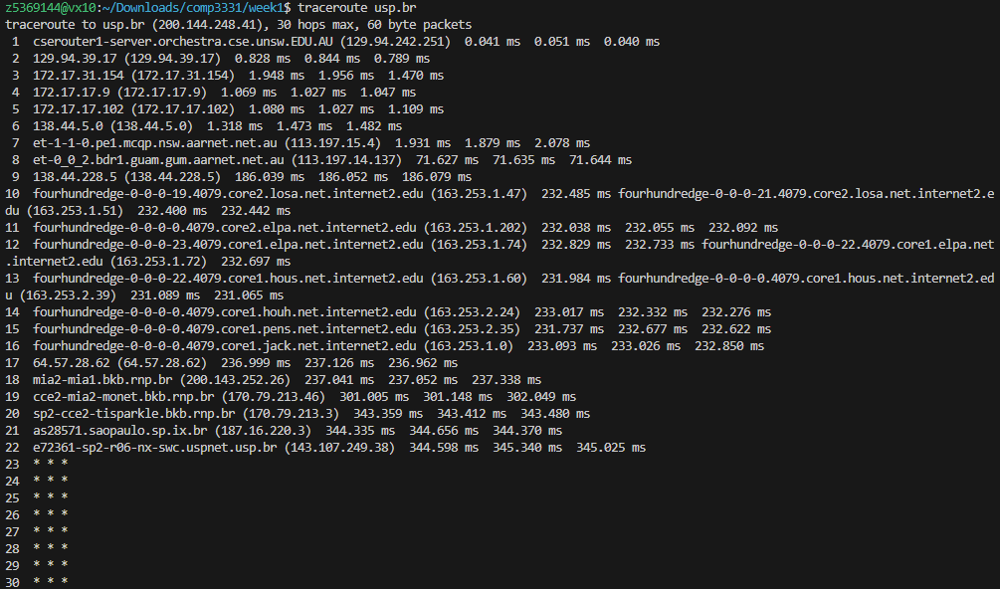 z5369144@vx10:~/Downloads/comp3331/week1$ traceroute usp.br
traceroute to usp.br (200.144.248.41), 30 hops max, 60 byte packets
 1  cserouter1-server.orchestra.cse.unsw.EDU.AU (129.94.242.251)  0.041 ms  0.051 ms  0.040 ms
 2  129.94.39.17 (129.94.39.17)  0.828 ms  0.844 ms  0.789 ms
 3  172.17.31.154 (172.17.31.154)  1.948 ms  1.956 ms  1.470 ms
 4  172.17.17.9 (172.17.17.9)  1.069 ms  1.027 ms  1.047 ms
 5  172.17.17.102 (172.17.17.102)  1.080 ms  1.027 ms  1.109 ms
 6  138.44.5.0 (138.44.5.0)  1.318 ms  1.473 ms  1.482 ms
 7  et-1-1-0.pe1.mcqp.nsw.aarnet.net.au (113.197.15.4)  1.931 ms  1.879 ms  2.078 ms
 8  et-0_0_2.bdr1.guam.gum.aarnet.net.au (113.197.14.137)  71.627 ms  71.635 ms  71.644 ms
 9  138.44.228.5 (138.44.228.5)  186.039 ms  186.052 ms  186.079 ms
10  fourhundredge-0-0-0-19.4079.core2.losa.net.internet2.edu (163.253.1.47)  232.485 ms fourhundredge-0-0-0-21.4079.core2.losa.net.internet2.e
du (163.253.1.51)  232.400 ms  232.442 ms
11  fourhundredge-0-0-0-0.4079.core2.elpa.net.internet2.edu (163.253.1.202)  232.038 ms  232.055 ms  232.092 ms
12  fourhundredge-0-0-0-23.4079.core1.elpa.net.internet2.edu (163.253.1.74)  232.829 ms  232.733 ms fourhundredge-0-0-0-22.4079.core1.elpa.net
.internet2.edu (163.253.1.72)  232.697 ms
13  fourhundredge-0-0-0-22.4079.core1.hous.net.internet2.edu (163.253.1.60)  231.984 ms fourhundredge-0-0-0-0.4079.core1.hous.net.internet2.ed
u (163.253.2.39)  231.089 ms  231.065 ms
14  fourhundredge-0-0-0-0.4079.core1.houh.net.internet2.edu (163.253.2.24)  233.017 ms  232.332 ms  232.276 ms
15  fourhundredge-0-0-0-0.4079.core1.pens.net.internet2.edu (163.253.2.35)  231.737 ms  232.677 ms  232.622 ms
16  fourhundredge-0-0-0-0.4079.core1.jack.net.internet2.edu (163.253.1.0)  233.093 ms  233.026 ms  232.850 ms
17  64.57.28.62 (64.57.28.62)  236.999 ms  237.126 ms  236.962 ms
18  mia2-mia1.bkb.rnp.br (200.143.252.26)  237.041 ms  237.052 ms  237.338 ms
19  cce2-mia2-monet.bkb.rnp.br (170.79.213.46)  301.005 ms  301.148 ms  302.049 ms
20  sp2-cce2-tisparkle.bkb.rnp.br (170.79.213.3)  343.359 ms  343.412 ms  343.480 ms
21  as28571.saopaulo.sp.ix.br (187.16.220.3)  344.335 ms  344.656 ms  344.370 ms
22  e72361-sp2-r06-nx-swc.uspnet.usp.br (143.107.249.38)  344.598 ms  345.340 ms  345.025 ms
23  * * *
24  * * *
25  * * *
26  * * *
27  * * *
28  * * *
29  * * *
30  * * *